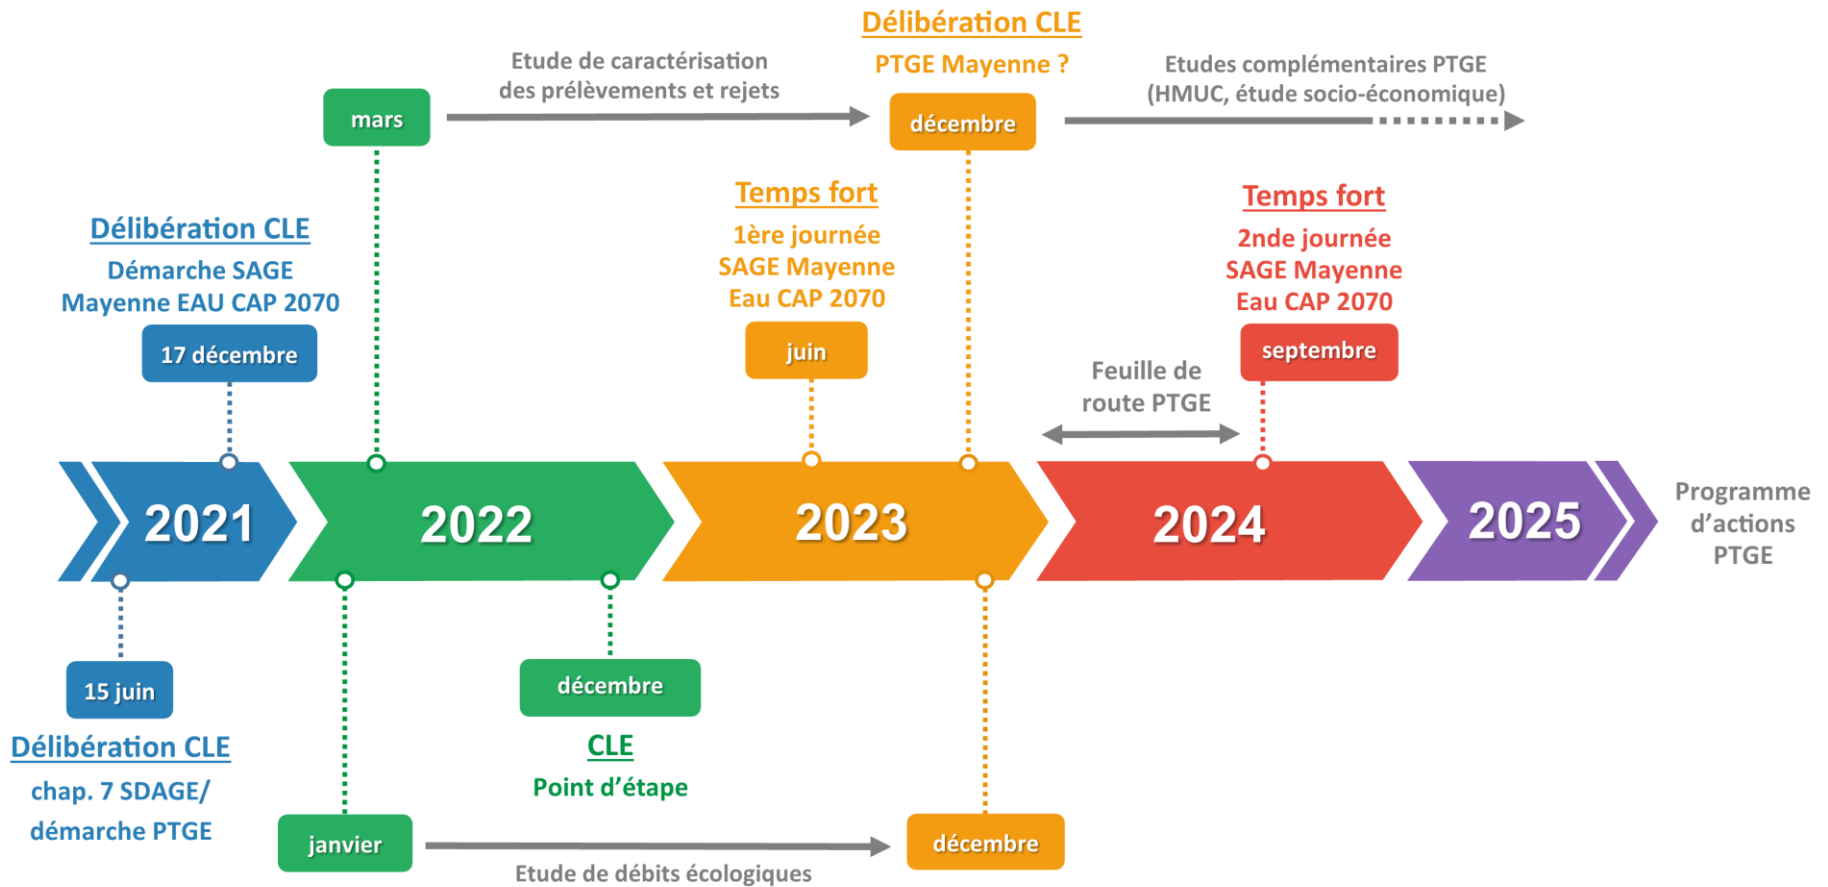 Délibération CLE
PTGE Mayenne ?
décembre
Etude de caractérisation
des prélèvements et rejets
mars
Etudes complémentaires PTGE
(HMUC, étude socio-économique)
Délibération CLE
Démarche SAGE
Mayenne EAU CAP 2070
17 décembre
Temps fort
1ère journée
SAGE Mayenne
Eau CAP 2070
juin
Temps fort
2nde journée
SAGE Mayenne
Eau CAP 2070
septembre
Feuille de
route PTGE
2021
2022
2023
2024
2025
Programme
d’actions
PTGE
15 juin
Délibération CLE
chap. 7 SDAGE/
démarche PTGE
décembre
CLE
Point d’étape
janvier
Etude de débits écologiques
décembre